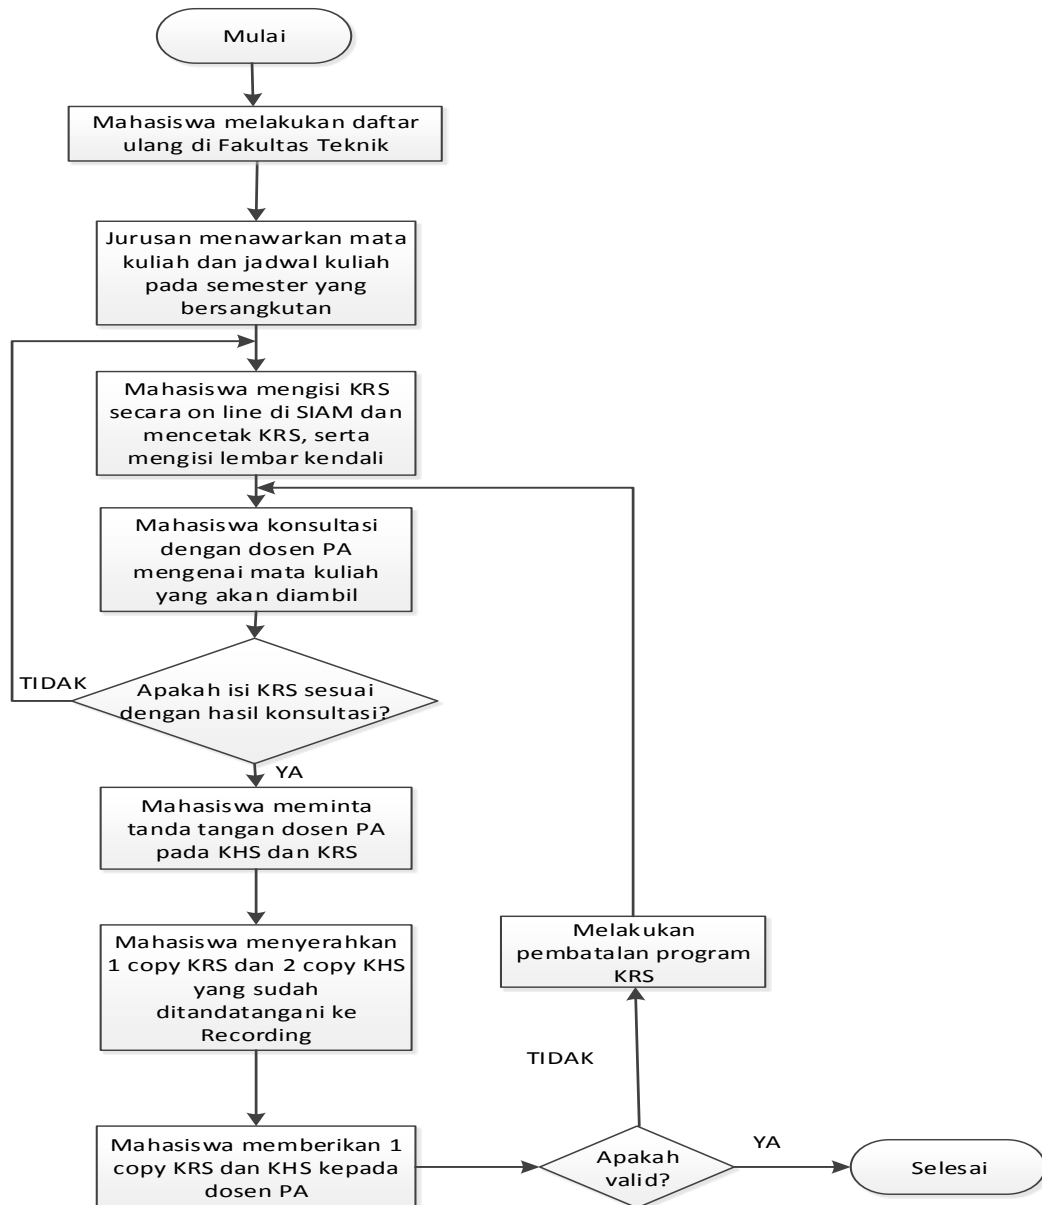 Mulai
Mahasiswa melakukan daftar
ulang di Fakultas Teknik
Jurusan menawarkan mata
kuliah dan jadwal kuliah
pada semester yang
bersangkutan
Mahasiswa mengisi KRS
secara on line di SIAM dan
mencetak KRS, serta
mengisi lembar kendali
Mahasiswa konsultasi
dengan dosen PA
mengenai mata kuliah
yang akan diambil
TIDAK
Apakah isi KRS sesuai
dengan hasil konsultasi?
YA
Mahasiswa meminta
tanda tangan dosen PA
pada KHS dan KRS
Mahasiswa menyerahkan
1 copy KRS dan 2 copy KHS
yang sudah
ditandatangani ke
Recording
Mahasiswa memberikan 1
copy KRS dan KHS kepada
dosen PA
Apakah
valid?
TIDAK
Melakukan
pembatalan program
KRS
YA
Selesai